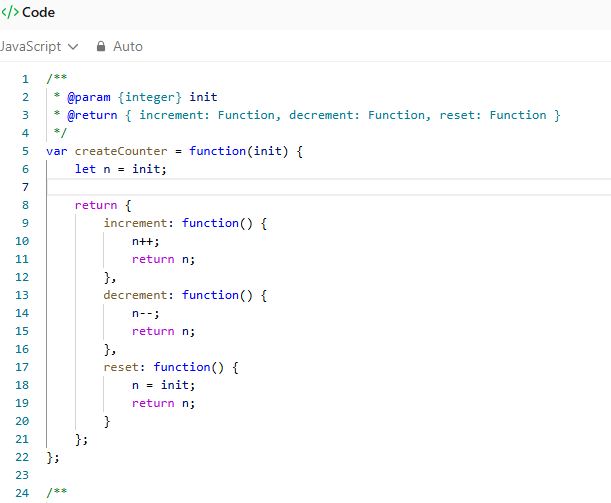 </> Code
JavaScript Auto
1 /**
2  * @param {integer} init
3  * @return { increment: Function, decrement: Function, reset: Function }
4  */
5 var createCounter = function(init) {
6     let n = init;
7
8     return {
9         increment: function() {
10             n++;
11             return n;
12         },
13         decrement: function() {
14             n--;
15             return n;
16         },
17         reset: function() {
18             n = init;
19             return n;
20         }
21     };
22 };
23
24 /**